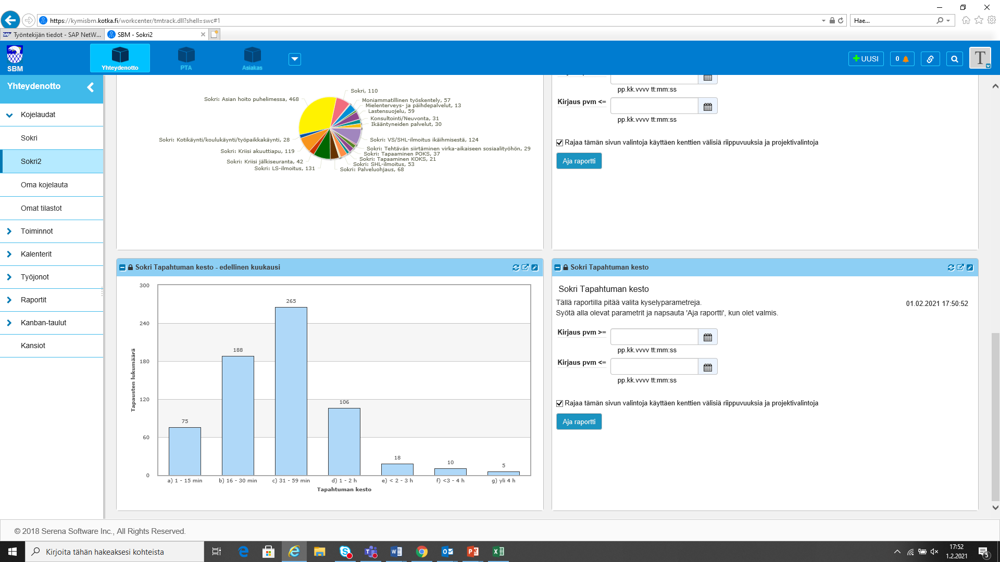 https://kymisbm.kotka.fi/workcenter/tmtrack.dll?shell=swc#1
Hae...
Työntekijän tiedot - SAP NetW...
SBM - Sokri2
SBM
Yhteydenotto
PTA
Asiakas
UUSI
0
T
Yhteydenotto
Kojelaudat
Sokri
Sokri2
Oma kojelauta
Omat tilastot
Toiminnot
Kalenterit
Työjonot
Raportit
Kanban-taulut
Kansiot
Sokri, 110
Sokri: Asian hoito puhelimessa, 468
Moniammatillinen työskentely, 57
Mielenterveys- ja päihdepalvelut, 13
Lastensuojelu, 59
Konsultointi/Neuvonta, 31
Ikääntyneiden palvelut, 30
Sokri: Kotikäynti/koulukäynti/työpaikkakäynti, 28
Sokri: VS/SHL-ilmoitus ikäihmisestä, 124
Sokri: Tehtävän siirtäminen virka-aikaiseen sosiaalityöhön, 29
Sokri: Kriisi akuuttiapu, 119
Sokri: Tapaaminen POKS, 37
Sokri: Tapaaminen KOKS, 21
Sokri: Kriisi jälkiseuranta, 42
Sokri: SHL-ilmoitus, 53
Sokri: LS-ilmoitus, 131
Sokri: Palveluohjaus, 68
pp.kk.vvvv tt:mm:ss
Kirjaus pvm <=
pp.kk.vvvv tt:mm:ss
Rajaa tämän sivun valintoja käyttäen kenttien välisiä riippuvuuksia ja projektivalintoja
Aja raportti
Sokri Tapahtuman kesto - edellinen kuukausi
300
240
180
120
60
0
Tapausten lukumäärä
75
188
265
106
18
10
5
a) 1 - 15 min
b) 16 - 30 min
c) 31 - 59 min
d) 1 - 2 h
e) < 2 - 3 h
f) <3 - 4 h
g) yli 4 h
Tapahtuman kesto
Sokri Tapahtuman kesto
Sokri Tapahtuman kesto
Tällä raportilla pitää valita kyselyparametreja.
01.02.2021 17:50:52
Syötä alla olevat parametrit ja napsauta 'Aja raportti', kun olet valmis.
Kirjaus pvm >=
pp.kk.vvvv tt:mm:ss
Kirjaus pvm <=
pp.kk.vvvv tt:mm:ss
Rajaa tämän sivun valintoja käyttäen kenttien välisiä riippuvuuksia ja projektivalintoja
Aja raportti
© 2018 Serena Software Inc., All Rights Reserved.
Kirjoita tähän hakeaksesi kohteista
17:52
1.2.2021
5